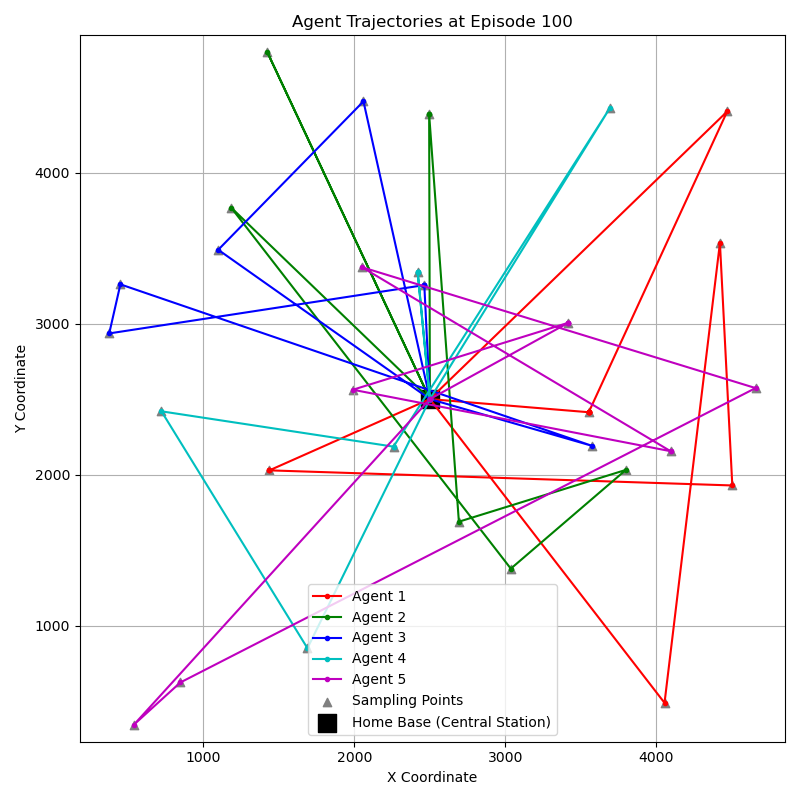 Agent Trajectories at Episode 100
Y Coordinate
4000
3000
2000
1000
Agent 1
Agent 2
Agent 3
Agent 4
Agent 5
Sampling Points
Home Base (Central Station)
1000
2000
3000
4000
X Coordinate